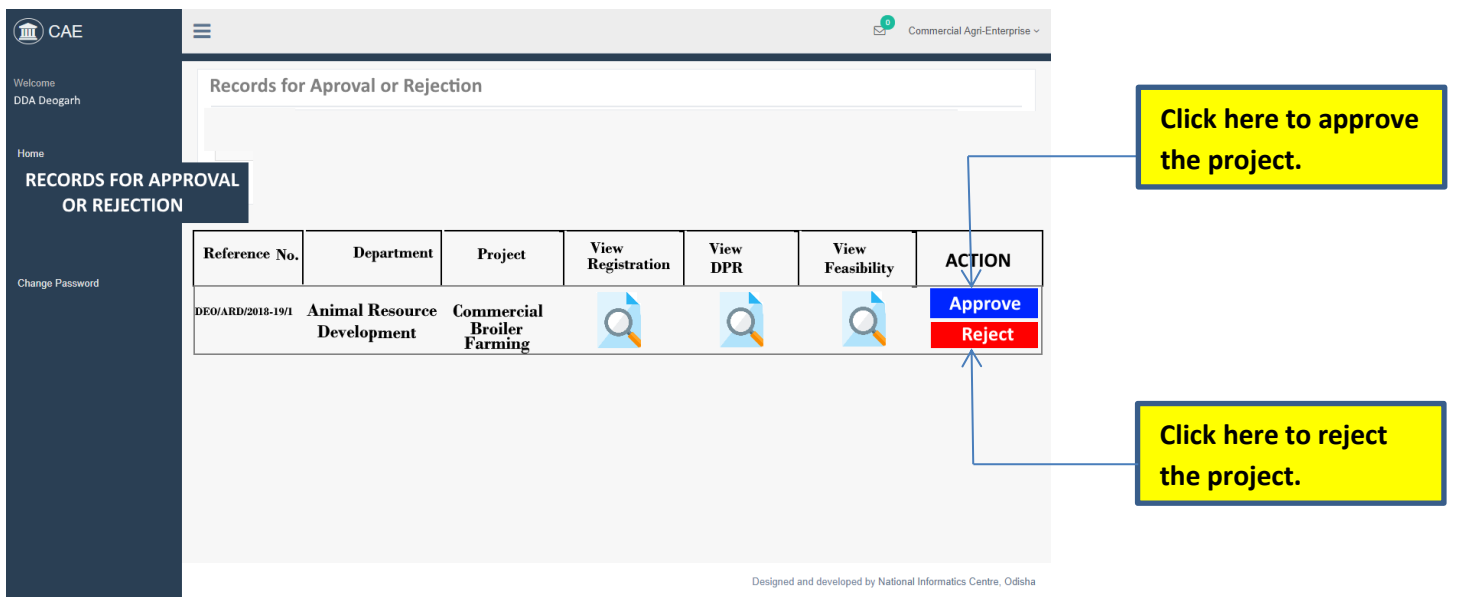 CAE
0
Commercial Agri-Enterprise
Welcome
DDA Deogarh
Records for Aproval or Rejection
Home
RECORDS FOR APPROVAL
OR REJECTION
Change Password
Reference No. Department Project View Registration View DPR View Feasibility ACTION
DEO/ARD/2018-19/1 Animal Resource Development Commercial Broiler Farming Approve
Reject
Click here to approve
the project.
Click here to reject
the project.
Designed and developed by National Informatics Centre, Odisha